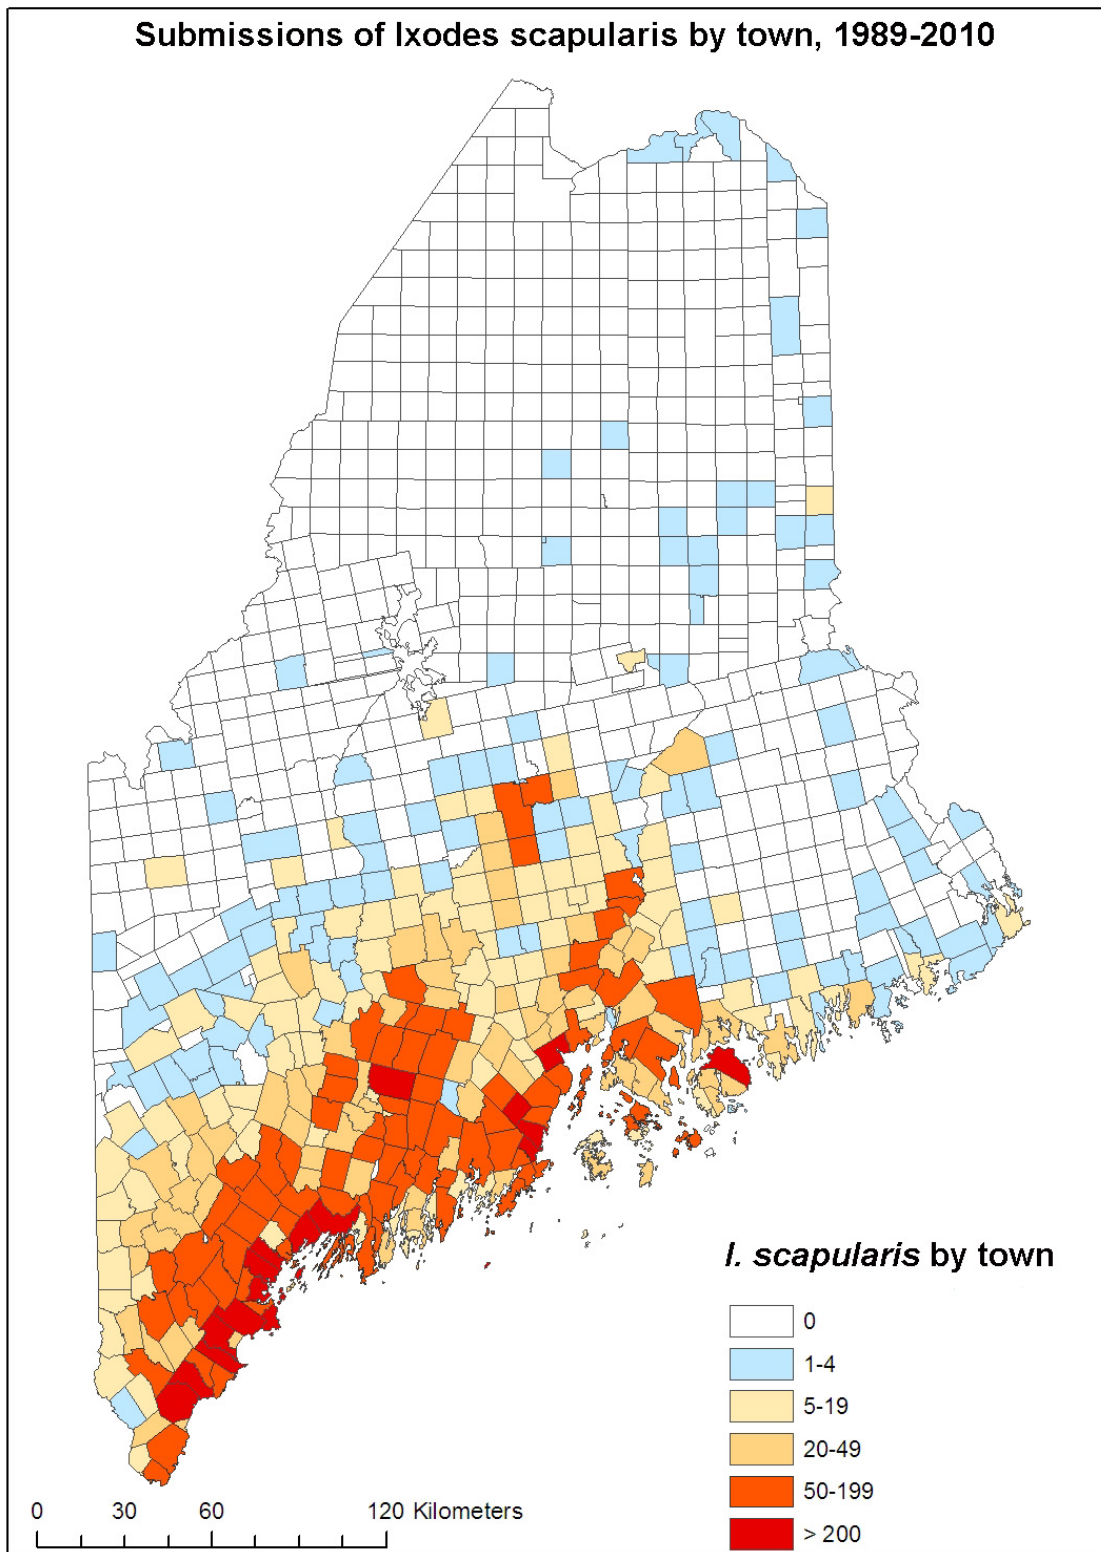 Submissions of Ixodes scapularis by town, 1989-2010
I. scapularis by town
0
1-4
5-19
20-49
50-199
> 200
0 30 60 120 Kilometers